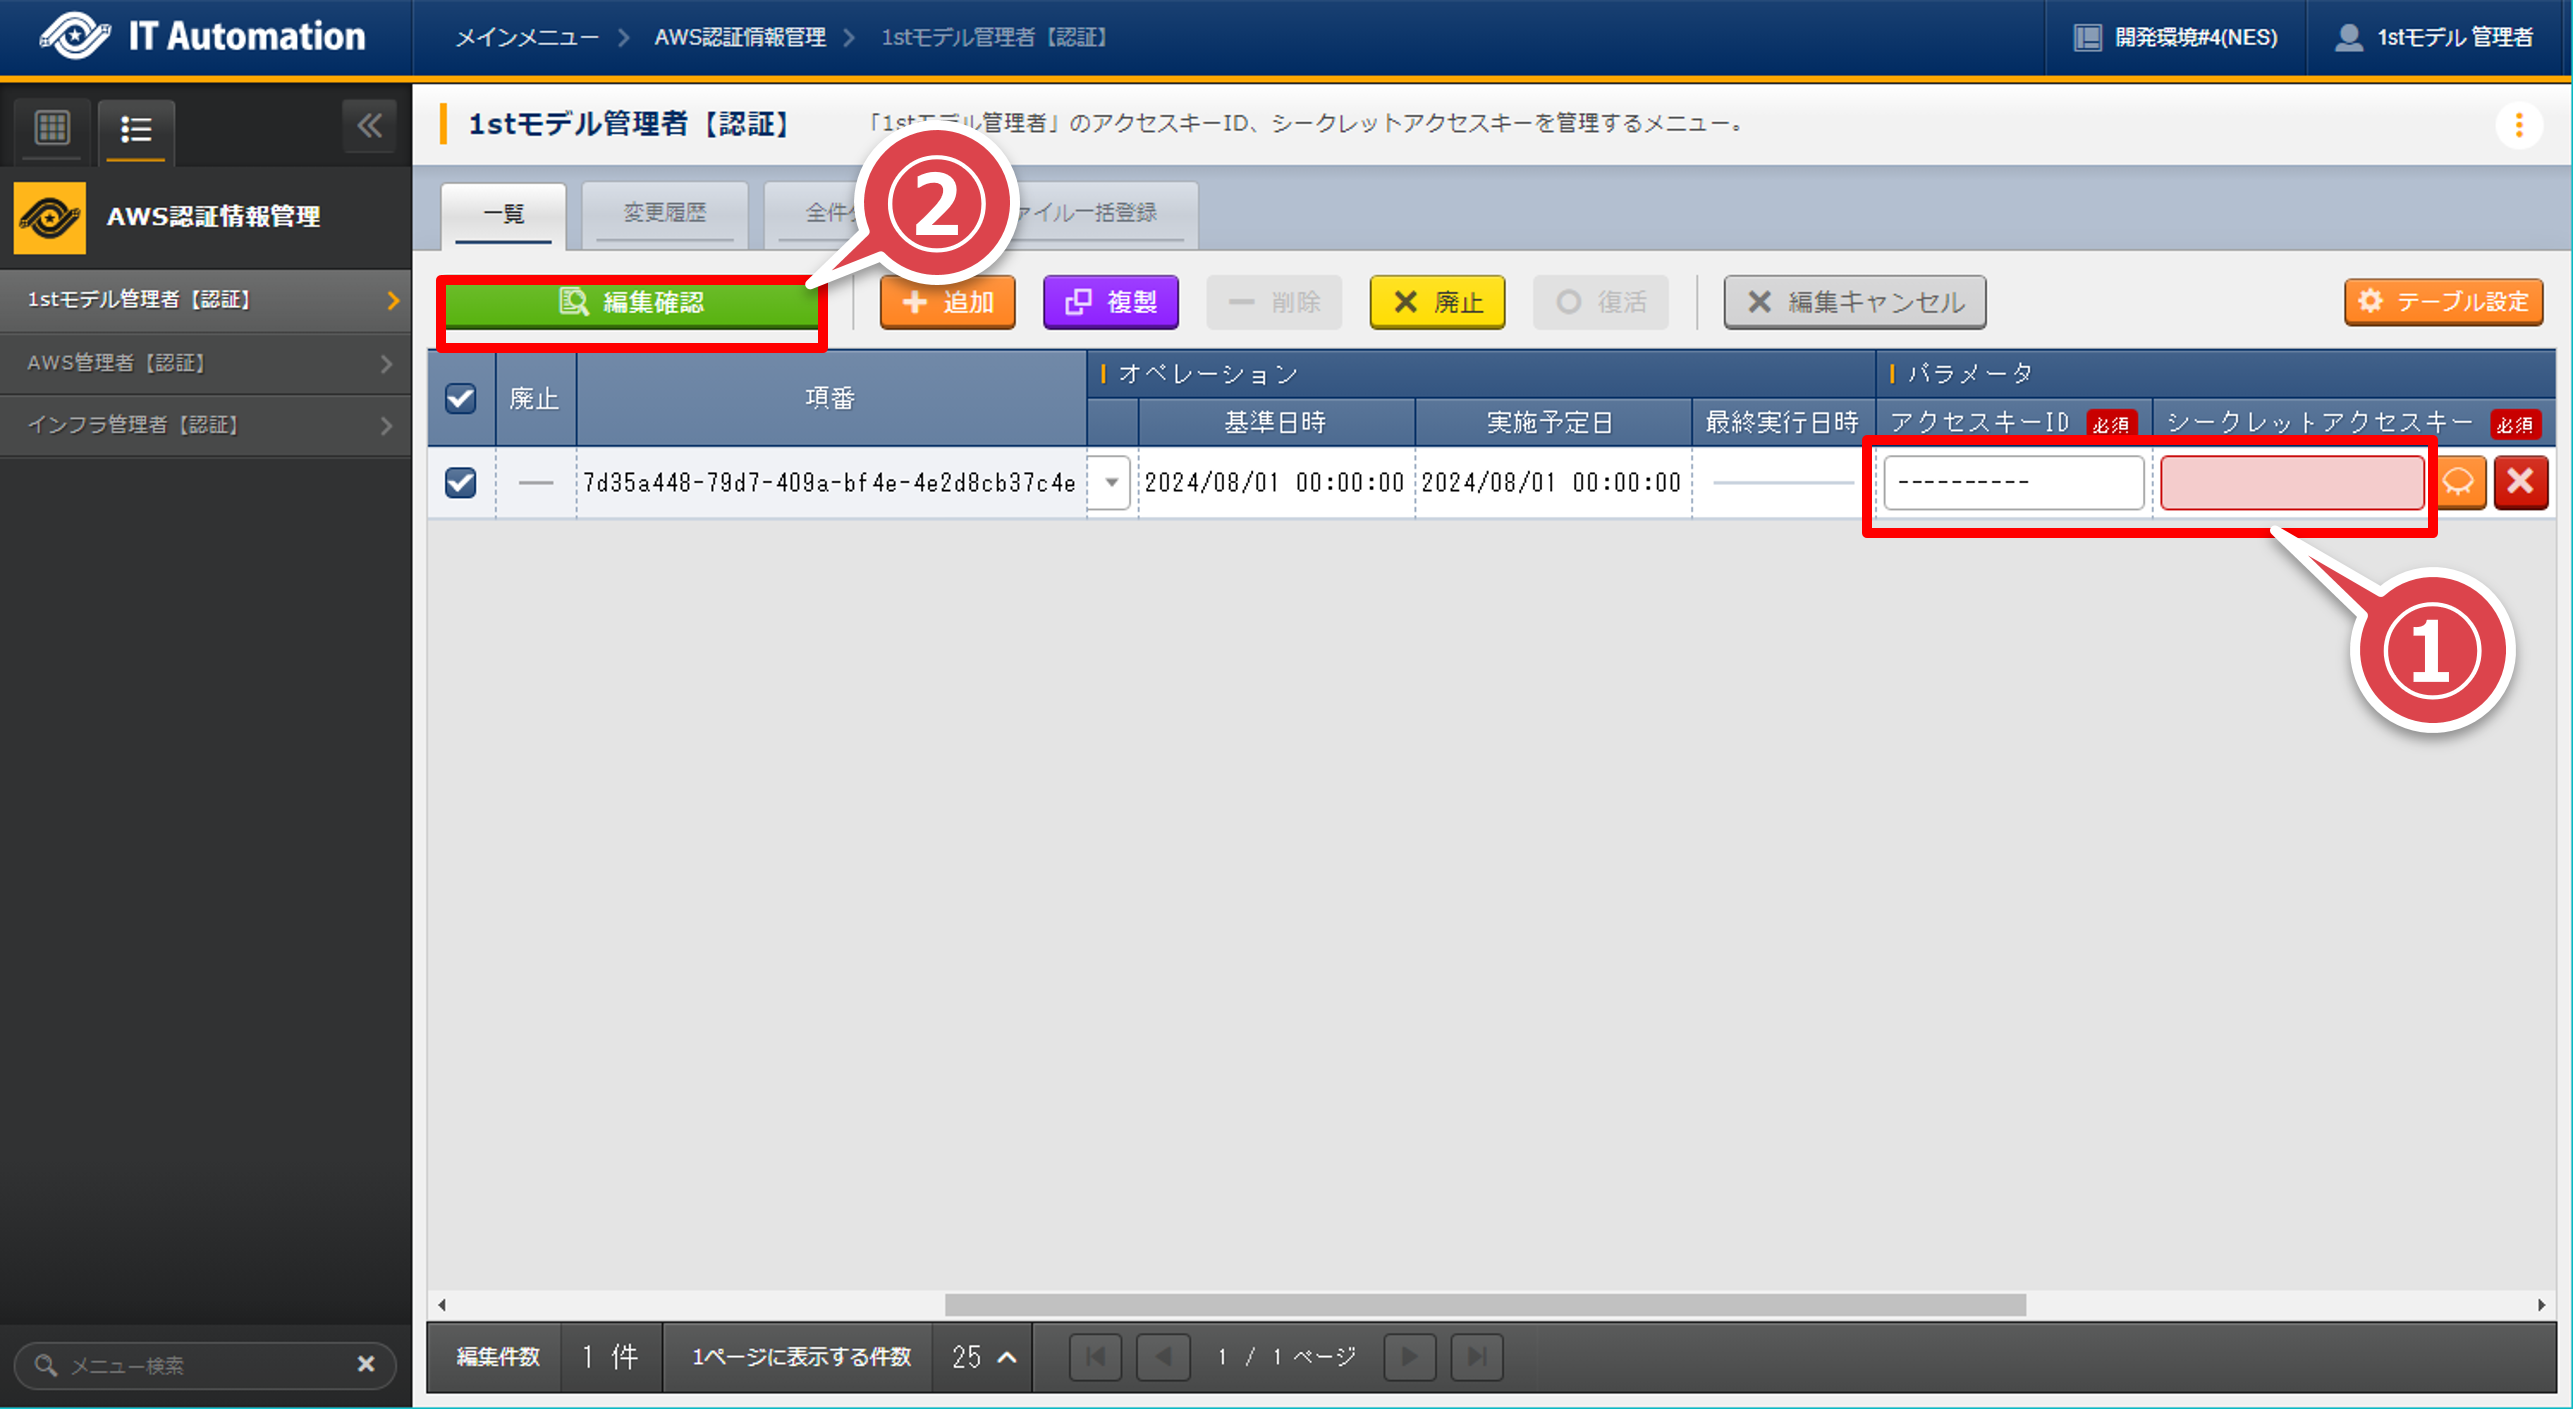 IT Automation
メインメニュー > AWS認証情報管理 > 1stモデル管理者【認証】
開発環境#4(NES)
1stモデル 管理者
1stモデル管理者【認証】
「1stモデル管理者」のアクセスキーID、シークレットアクセスキーを管理するメニュー。
AWS認証情報管理
1stモデル管理者【認証】
AWS管理者【認証】
インフラ管理者【認証】
一覧
変更履歴
全件
ァイル一括登録
②
編集確認
追加
複製
削除
廃止
復活
編集キャンセル
テーブル設定
廃止
項番
オペレーション
パラメータ
基準日時
実施予定日
最終実行日時
アクセスキーID 必須
シークレットアクセスキー 必須
7d35a448-79d7-409a-bf4e-4e2d8cb37c4e
2024/08/01 00:00:00
2024/08/01 00:00:00
----------
①
メニュー検索
編集件数 1 件
1ページに表示する件数 25
1 / 1 ページ